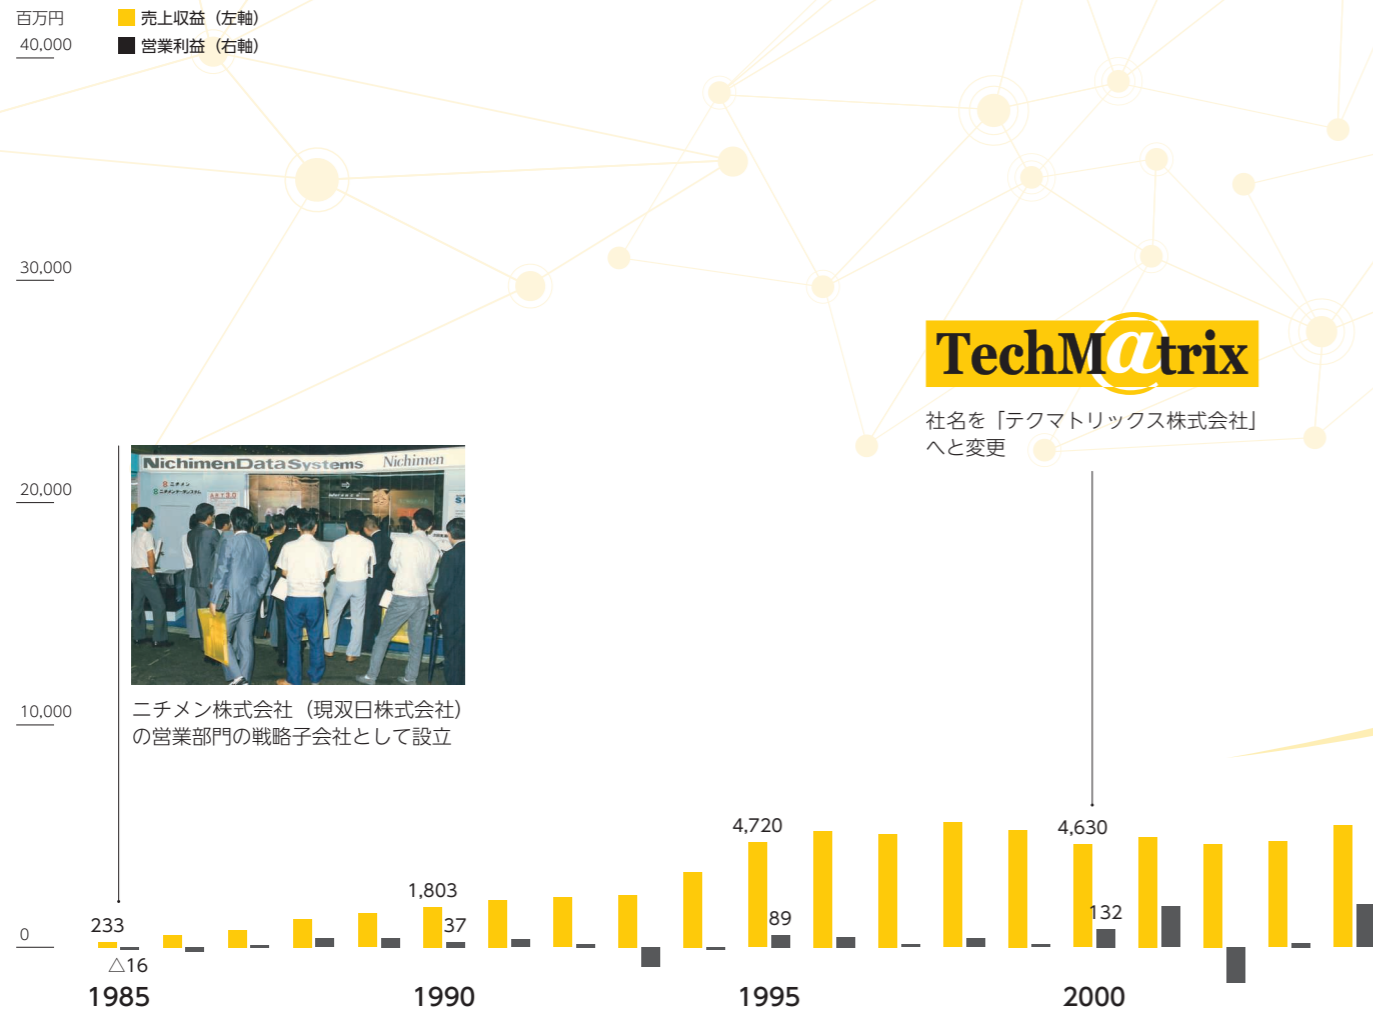 百万円
売上収益（左軸）
営業利益（右軸）
40,000
30,000
20,000
10,000
0
NichimenDataSystems
Nichimen
ニチメン株式会社（現双日株式会社）
の営業部門の戦略子会社として設立
TechM@trix
社名を「テクマトリックス株式会社」
へと変更
233
△16
1,803
37
4,720
89
4,630
132
1985
1990
1995
2000